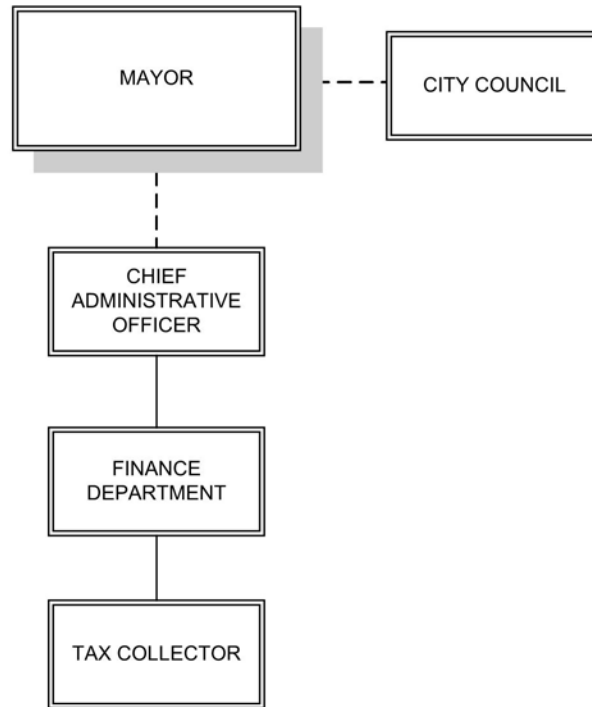 MAYOR
CITY COUNCIL
CHIEF
ADMINISTRATIVE
OFFICER
FINANCE
DEPARTMENT
TAX COLLECTOR